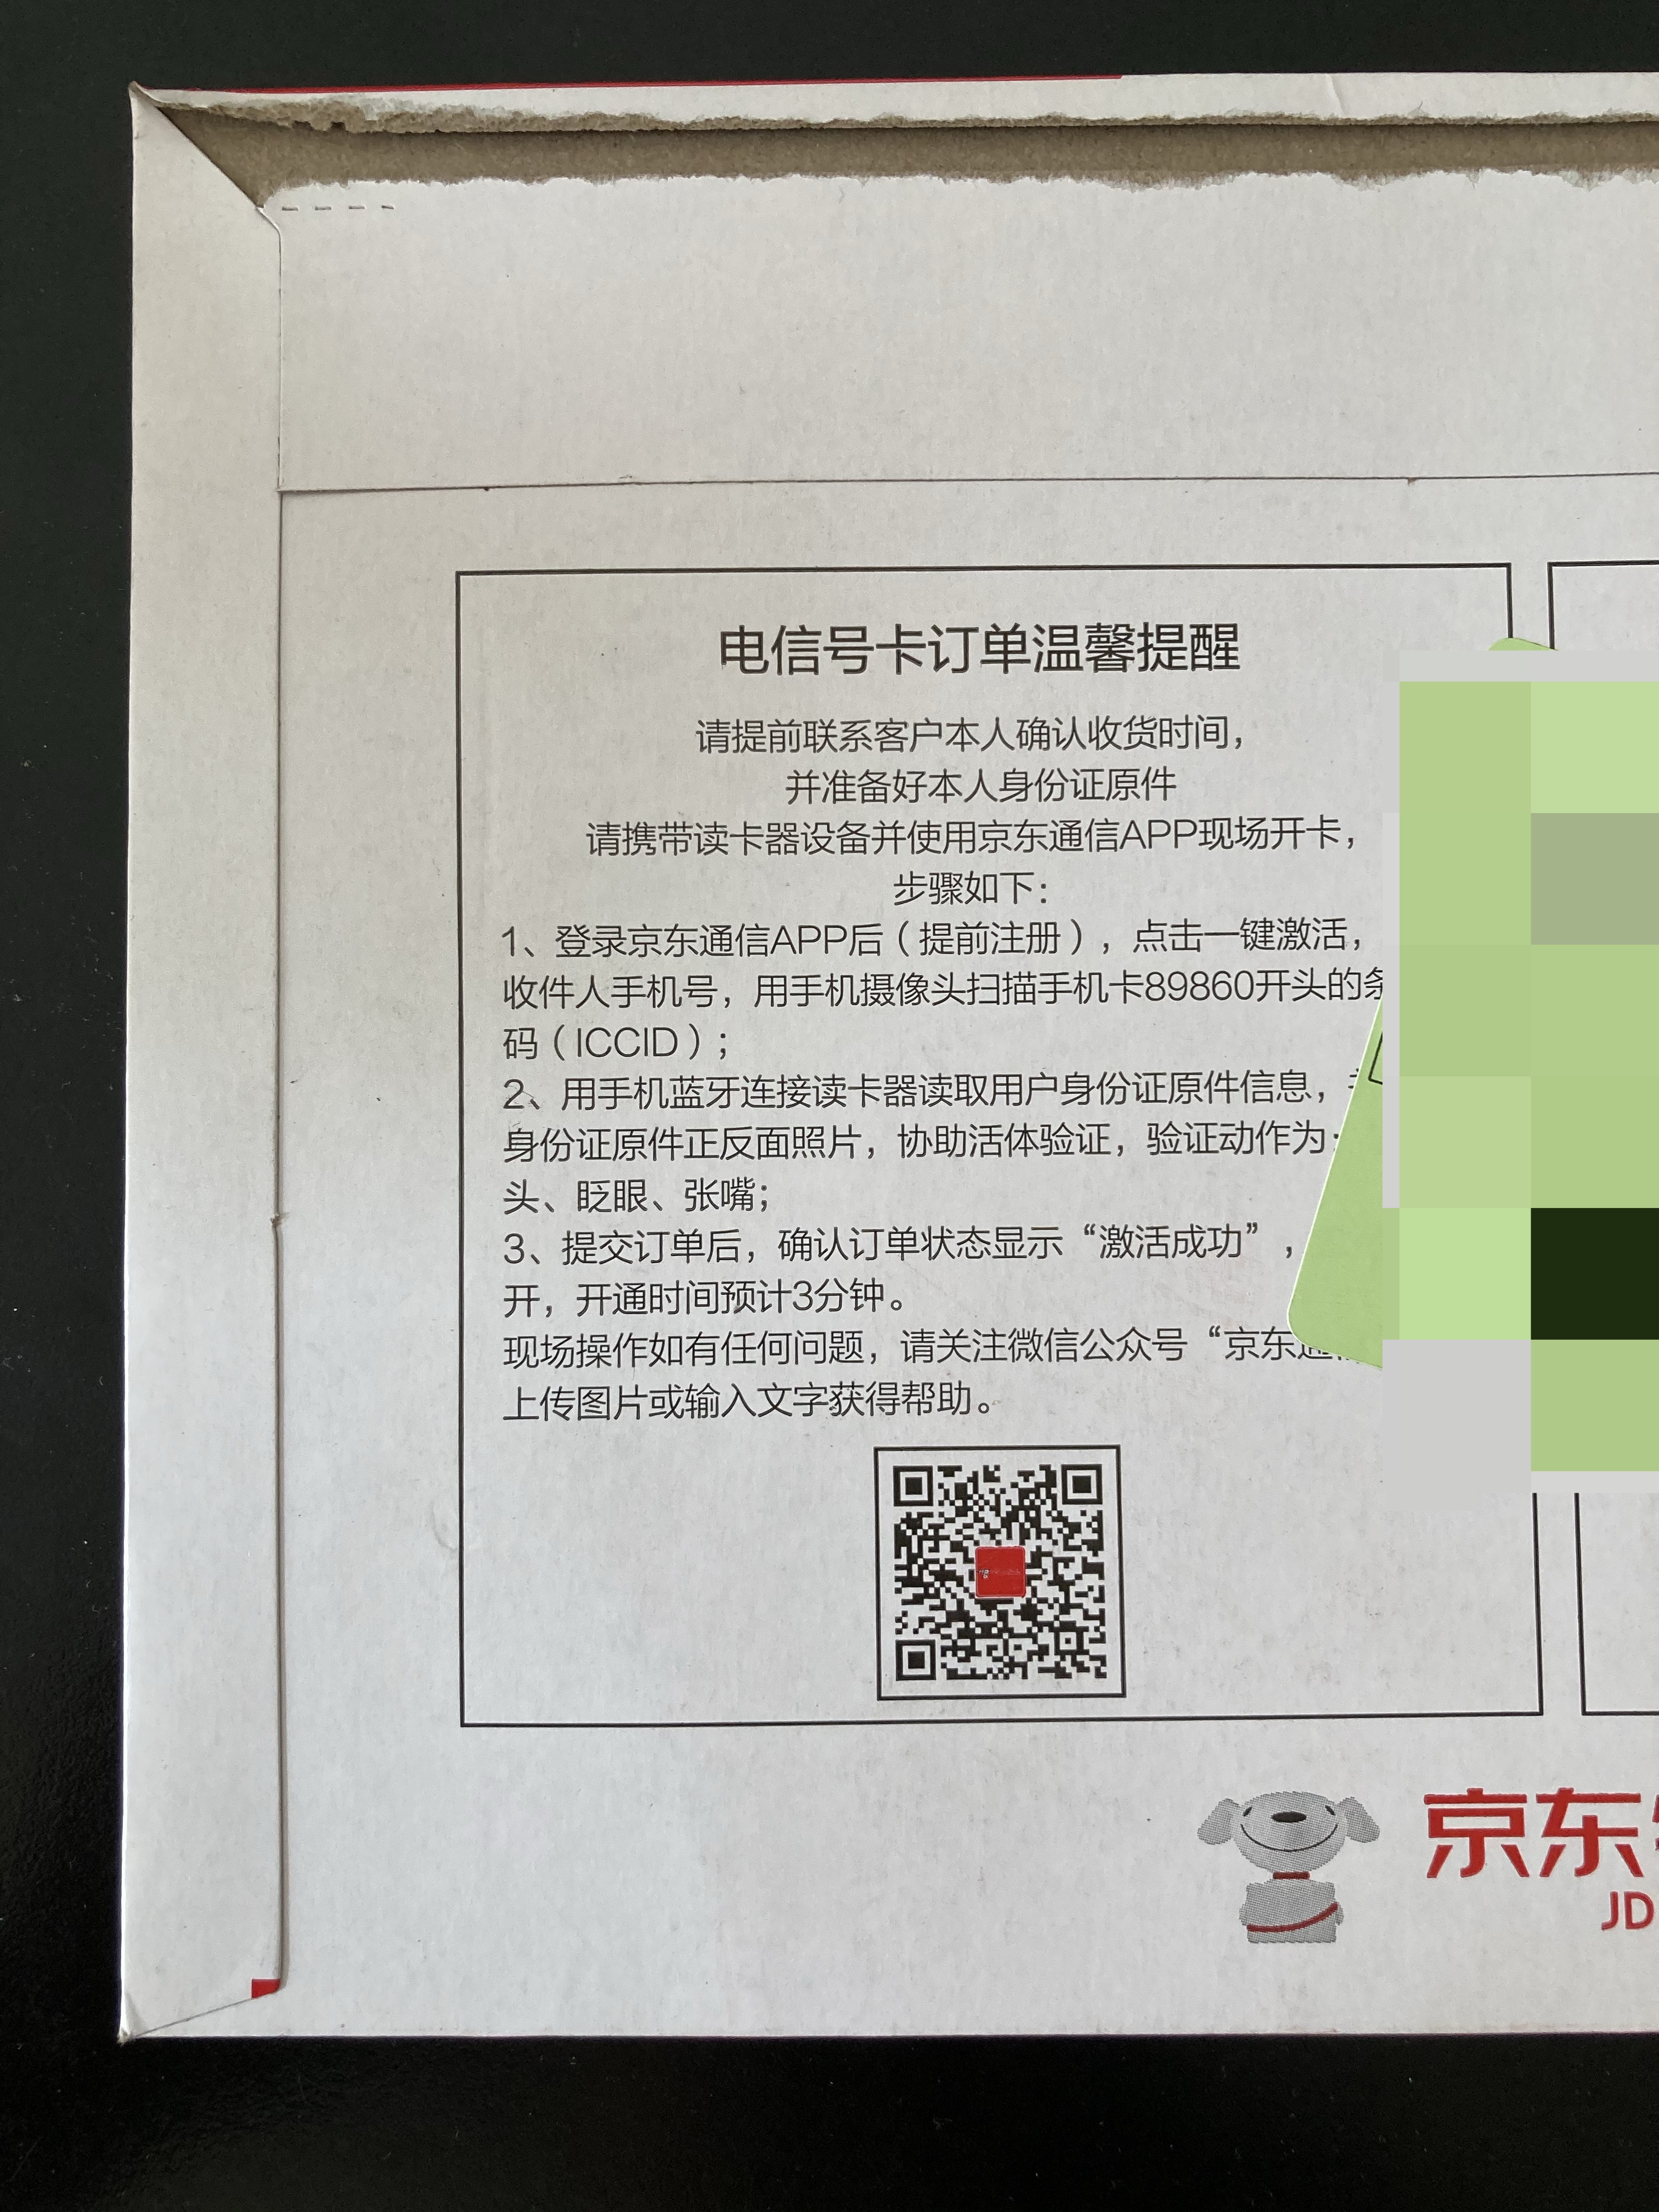 电信号卡订单温馨提醒
请提前联系客户本人确认收货时间，
并准备好本人身份证原件
请携带读卡器设备并使用京东通信APP现场开卡，
步骤如下：
1、登录京东通信APP后（提前注册），点击一键激活，
收件人手机号，用手机摄像头扫描手机卡89860开头的条
码（ICCID）；
2、用手机蓝牙连接读卡器读取用户身份证原件信息，
身份证原件正反面照片，协助活体验证，验证动作为：
头、眨眼、张嘴；
3、提交订单后，确认订单状态显示“激活成功”，
开，开通时间预计3分钟。
现场操作如有任何问题，请关注微信公众号“京东通信
上传图片或输入文字获得帮助。
京东
JD